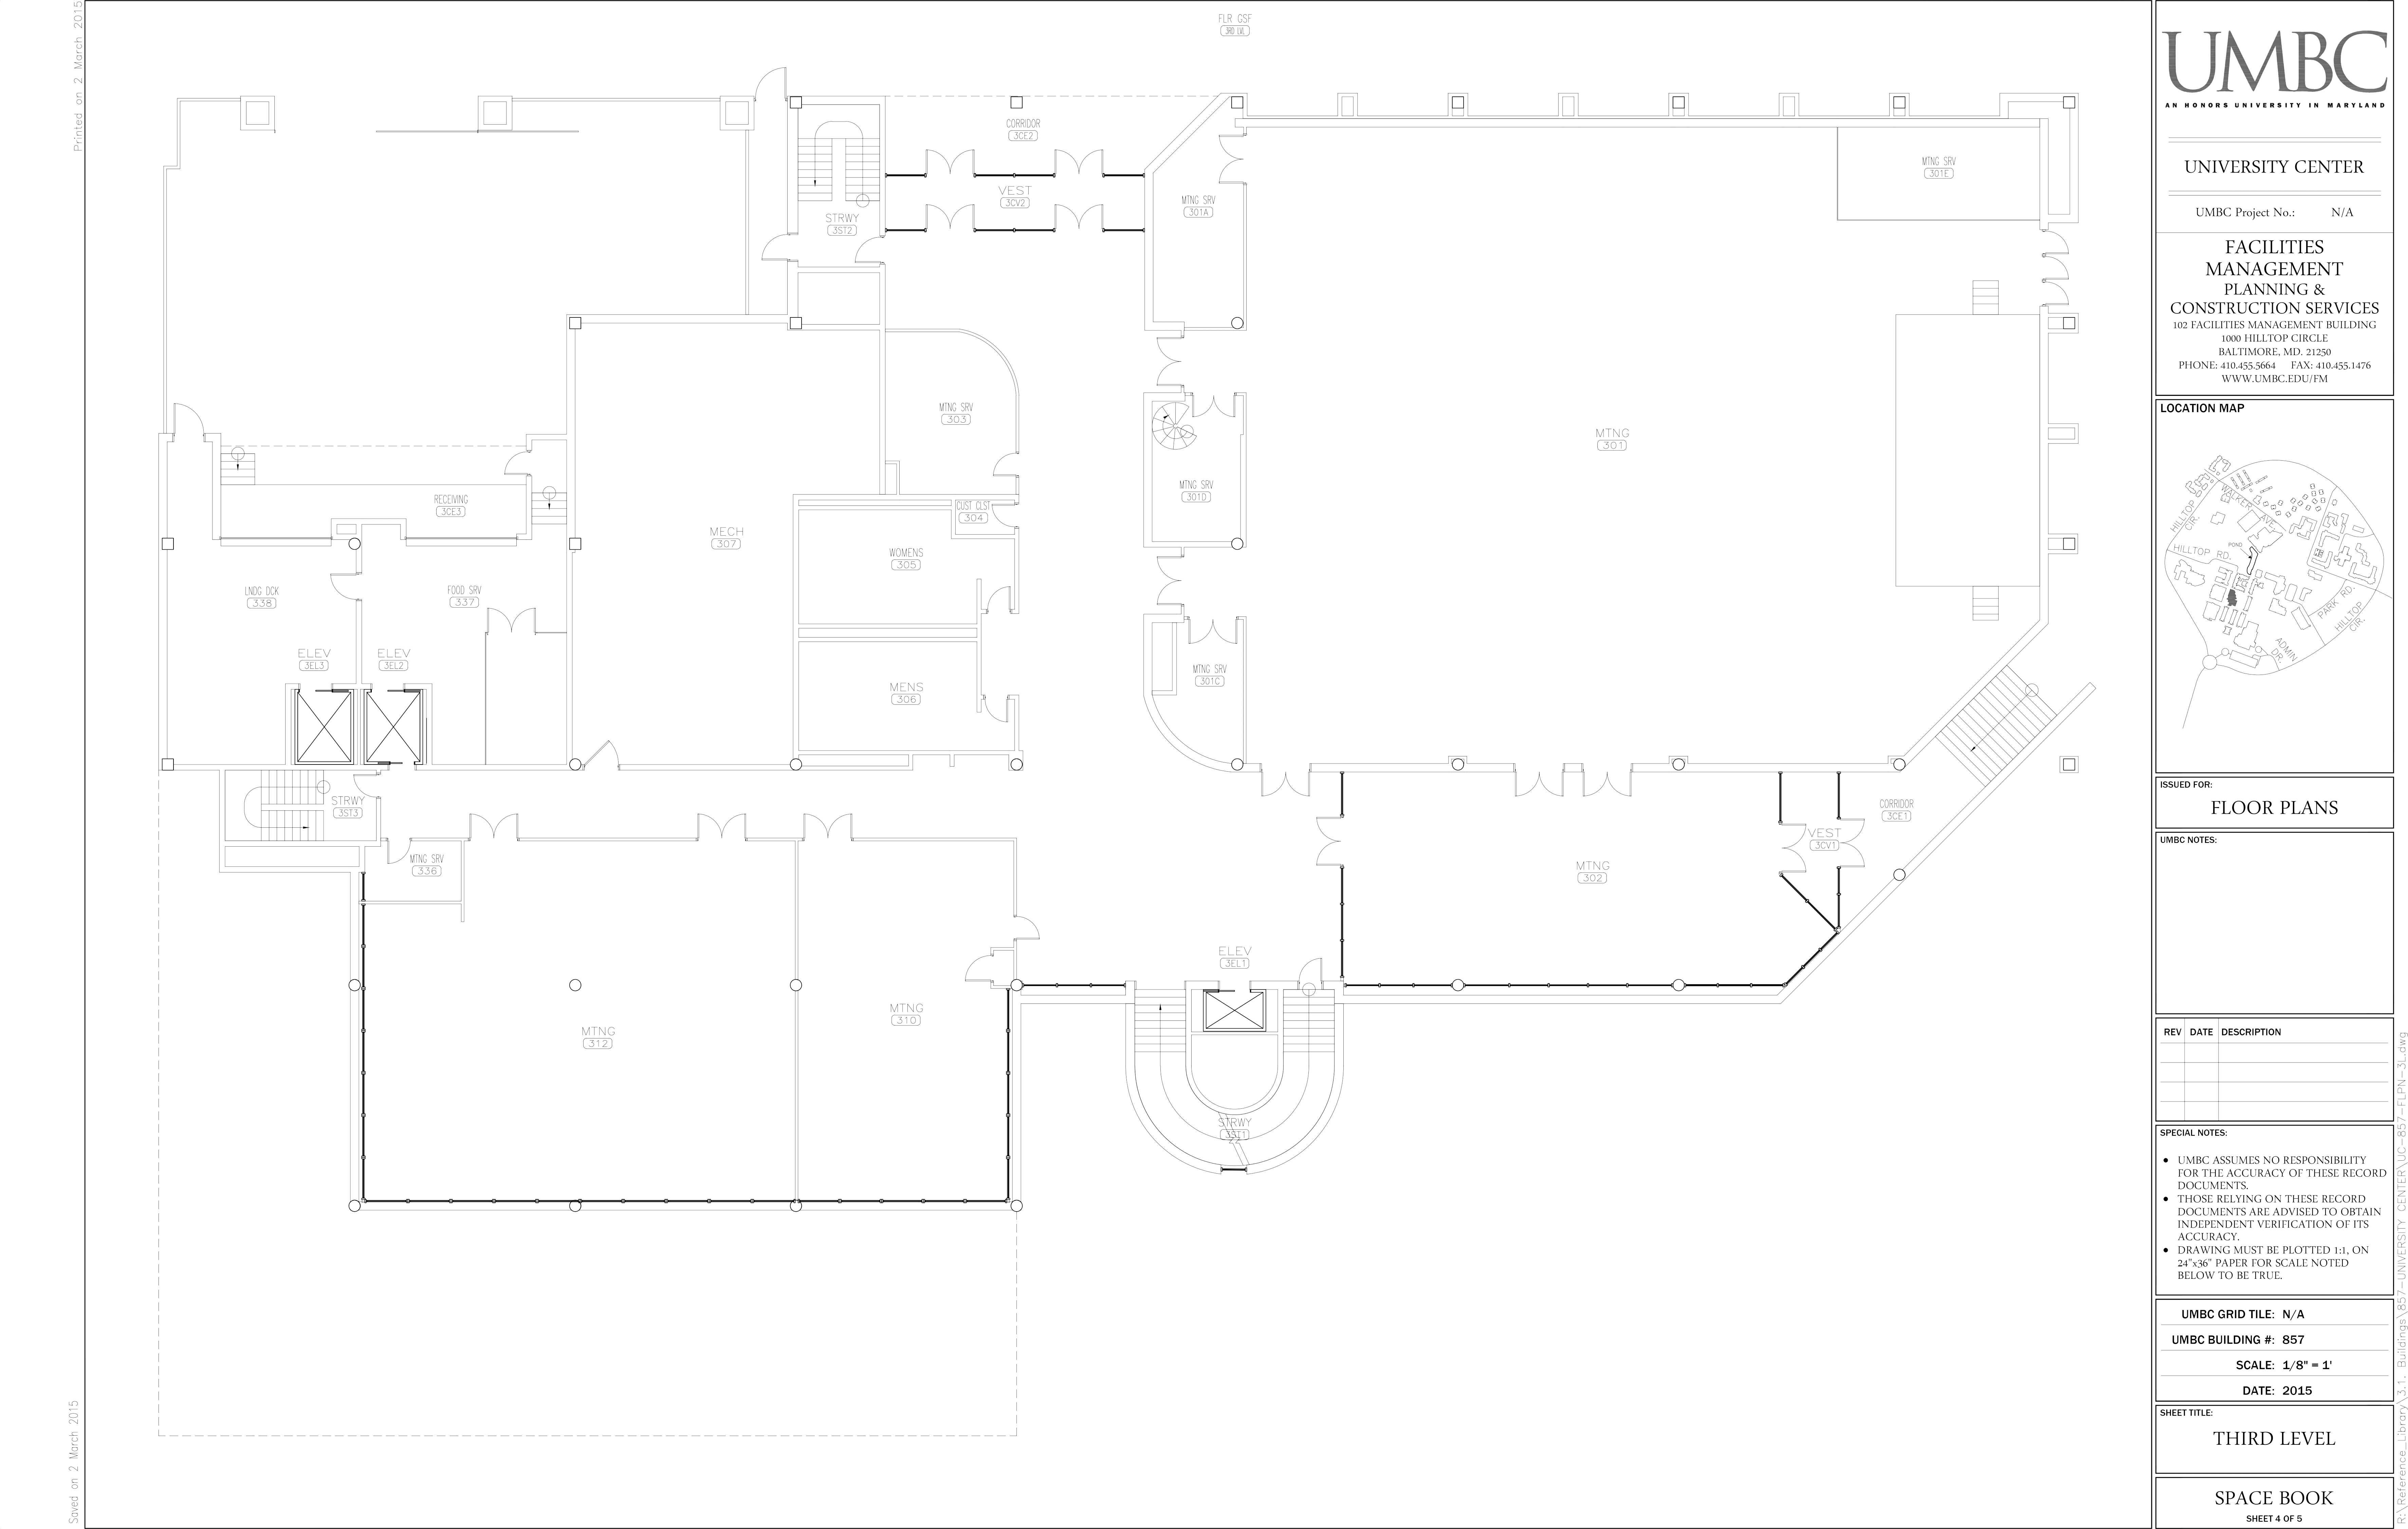 Printed on 2 March 2015
Saved on 2 March 2015
FLR GSF
3RD LVL
CORRIDOR
3CE2
VEST
3CV2
STRWY
3ST2
MTNG SRV
301A
MTNG SRV
301E
MTNG SRV
303
MTNG
301
RECEIVING
3CE3
MTNG SRV
301D
CUST CLST
304
MECH
307
WOMENS
305
LNDG DCK
338
FOOD SRV
337
ELEV
3EL3
ELEV
3EL2
MENS
306
MTNG SRV
301C
STRWY
3ST3
CORRIDOR
3CE1
VEST
3CV1
MTNG SRV
336
MTNG
302
ELEV
3EL1
MTNG
310
MTNG
312
STRWY
3ST1
UMBC
AN HONORS UNIVERSITY IN MARYLAND
UNIVERSITY CENTER
UMBC Project No.: N/A
FACILITIES
MANAGEMENT
PLANNING &
CONSTRUCTION SERVICES
102 FACILITIES MANAGEMENT BUILDING
1000 HILLTOP CIRCLE
BALTIMORE, MD. 21250
PHONE: 410.455.5664 FAX: 410.455.1476
WWW.UMBC.EDU/FM
LOCATION MAP
WALKER AVE.
HILLTOP CIR.
POND
HILLTOP RD.
PARK RD.
HILLTOP CIR.
ADMIN DR.
ISSUED FOR:
FLOOR PLANS
UMBC NOTES:
REV DATE DESCRIPTION
SPECIAL NOTES:
● UMBC ASSUMES NO RESPONSIBILITY
FOR THE ACCURACY OF THESE RECORD
DOCUMENTS.
● THOSE RELYING ON THESE RECORD
DOCUMENTS ARE ADVISED TO OBTAIN
INDEPENDENT VERIFICATION OF ITS
ACCURACY.
● DRAWING MUST BE PLOTTED 1:1, ON
24"x36" PAPER FOR SCALE NOTED
BELOW TO BE TRUE.
UMBC GRID TILE: N/A
UMBC BUILDING #: 857
SCALE: 1/8" = 1'
DATE: 2015
SHEET TITLE:
THIRD LEVEL
SPACE BOOK
SHEET 4 OF 5
R:\Reference_Library\3.1. Buildings\857-UNIVERSITY CENTER\UC-857-FLPN-3L.dwg